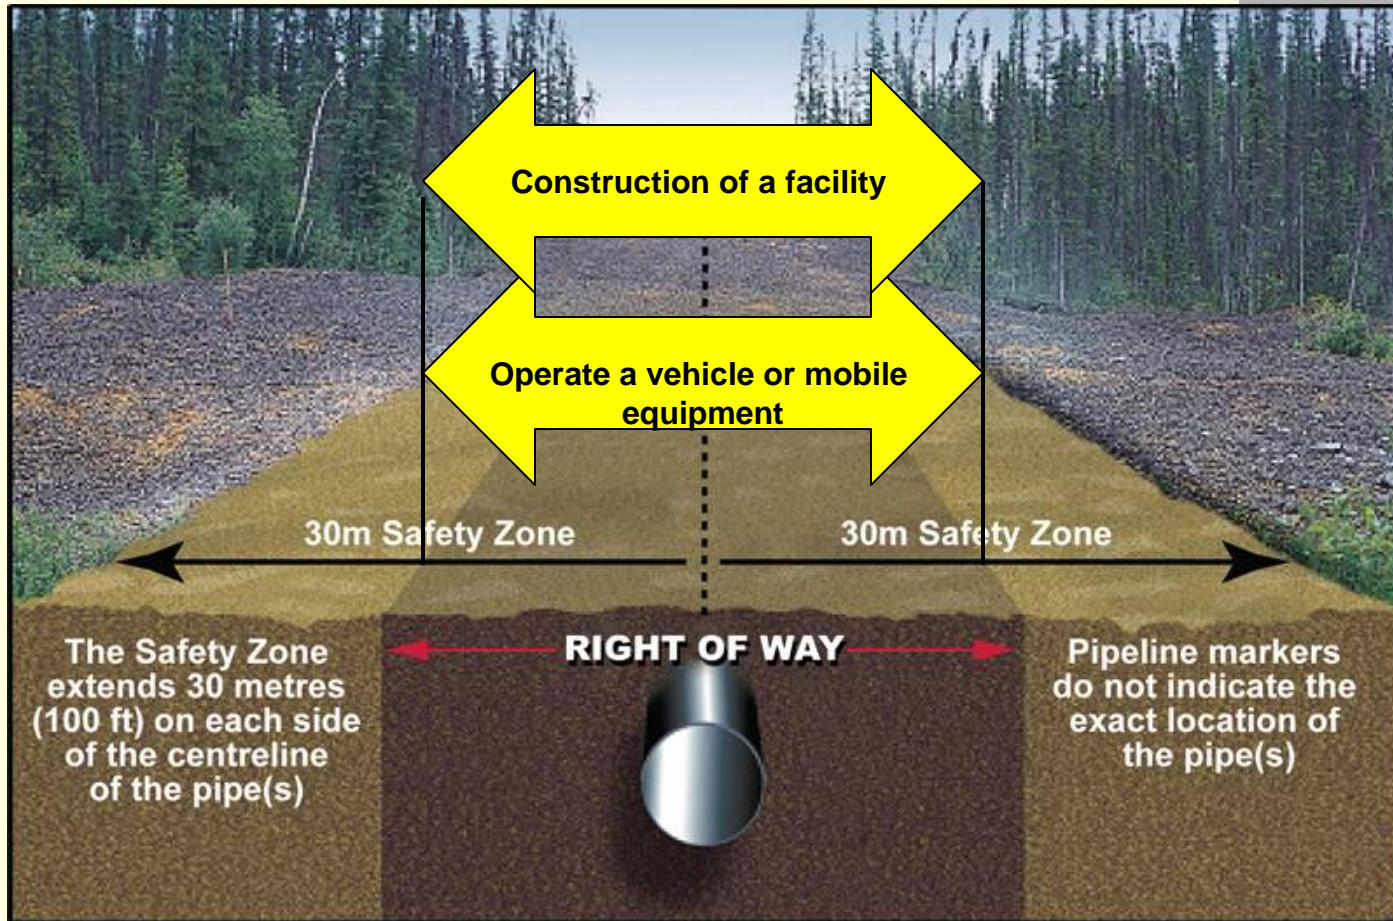 Construction of a facility
Operate a vehicle or mobile
equipment
30m Safety Zone
30m Safety Zone
RIGHT OF WAY
The Safety Zone
extends 30 metres
(100 ft) on each side
of the centreline
of the pipe(s)
Pipeline markers
do not indicate the
exact location of
the pipe(s)